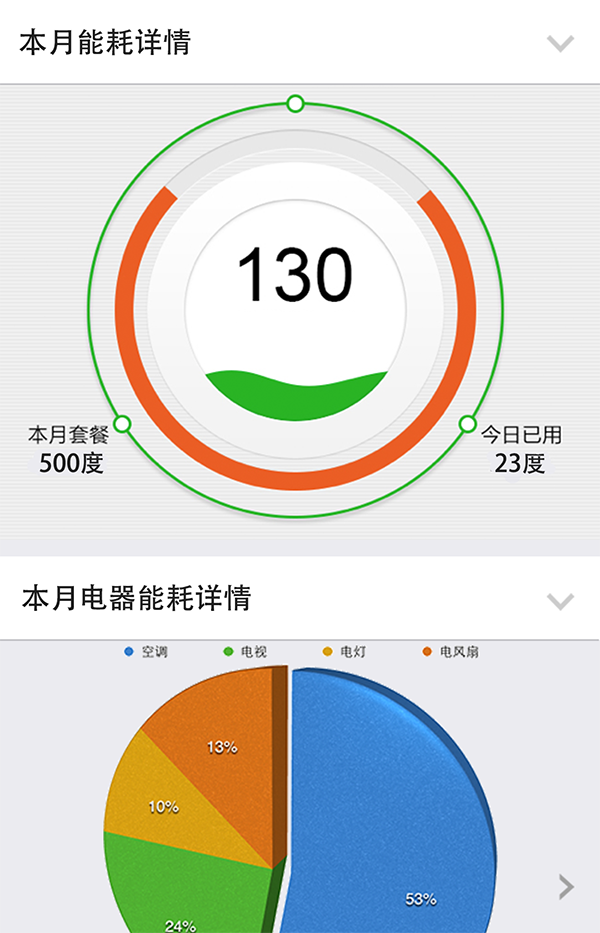 本月能耗详情
130
本月套餐
500度
今日已用
23度
本月电器能耗详情
空调
电视
电灯
电风扇
13%
10%
53%
24%